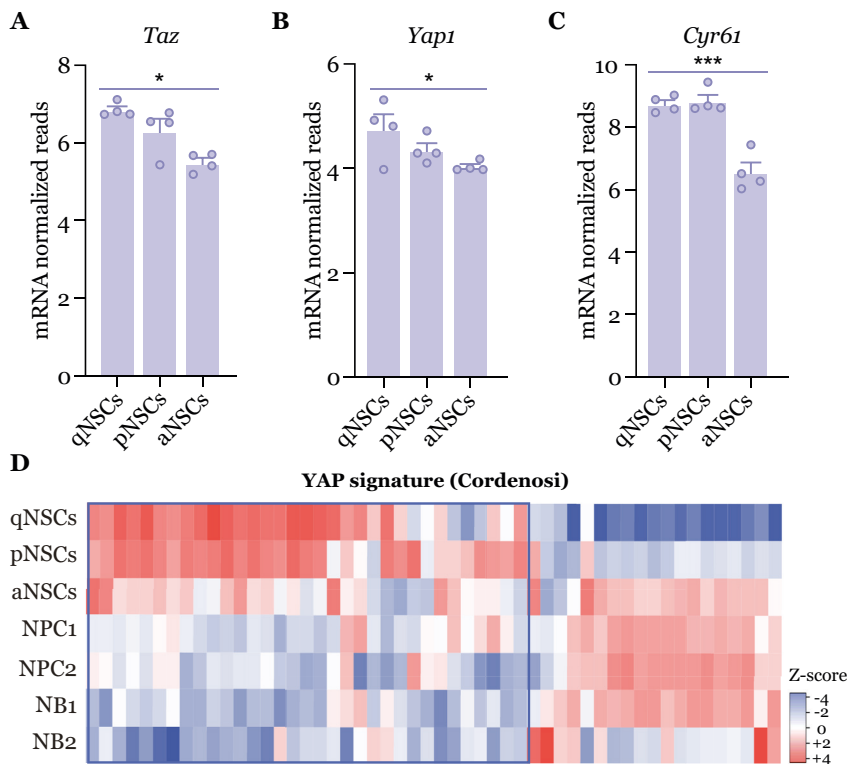 A
Taz
mRNA normalized reads
8
6
4
2
0
*
qNSCs
pNSCs
aNSCs
B
Yap1
mRNA normalized reads
6
4
2
0
*
qNSCs
pNSCs
aNSCs
C
Cyr61
mRNA normalized reads
10
8
6
4
2
0
***
qNSCs
pNSCs
aNSCs
D
YAP signature (Cordenosi)
qNSCs
pNSCs
aNSCs
NPC1
NPC2
NB1
NB2
Z-score
-4
-2
0
+2
+4